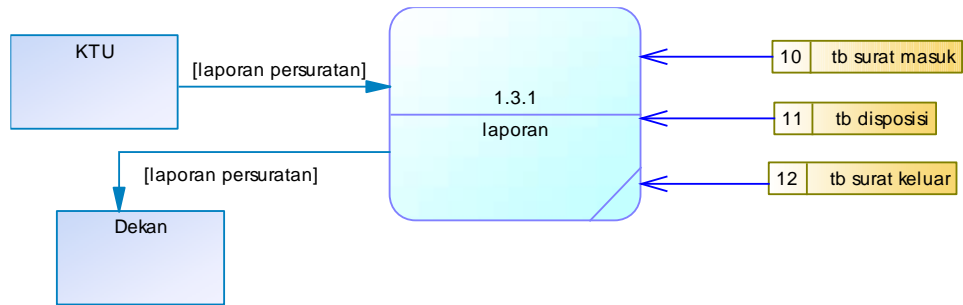 KTU
[laporan persuratan]
1.3.1
laporan
[laporan persuratan]
Dekan
10 tb surat masuk
11 tb disposisi
12 tb surat keluar